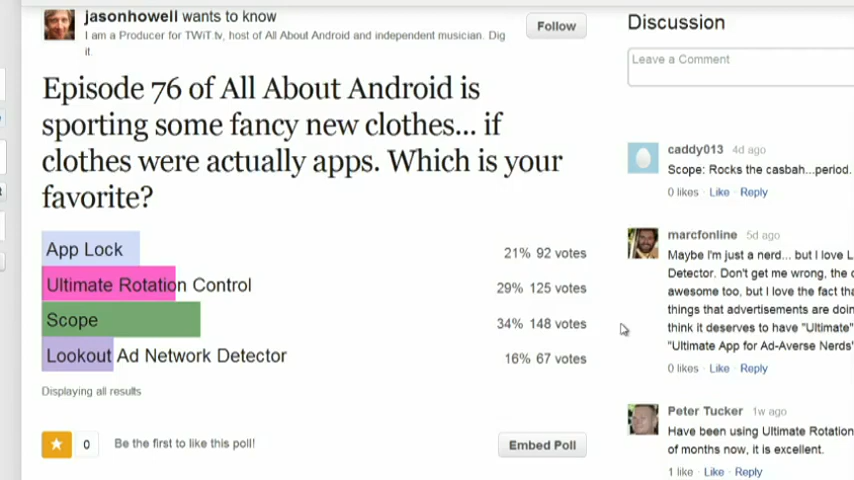 jasonhowell wants to know
I am a Producer for TWiT tv, host of All About Android and independent musician. Dig
it.
Follow
Episode 76 of All About Android is
sporting some fancy new clothes... if
clothes were actually apps. Which is your
favorite?
App Lock 21% 92 votes
Ultimate Rotation Control 29% 125 votes
Scope 34% 148 votes
Lookout Ad Network Detector 16% 67 votes
Displaying all results
0 Be the first to like this poll!
Embed Poll
Discussion
Leave a Comment
caddy013 4d ago
Scope: Rocks the casbah...period.
0 likes · Like · Reply
marcfonline 5d ago
Maybe I'm just a nerd... but I love L
Detector. Don't get me wrong, the
awesome too, but I love the fact tha
things that advertisements are doin
think it deserves to have "Ultimate"
"Ultimate App for Ad-Averse Nerds"
0 likes · Like · Reply
Peter Tucker 1w ago
Have been using Ultimate Rotation
of months now, it is excellent.
1 like · Like · Reply